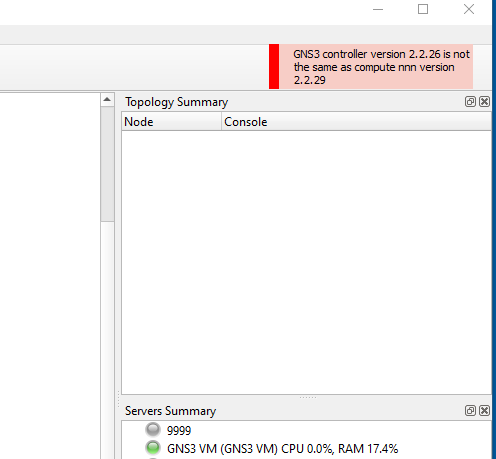 GNS3 controller version 2.2.26 is not
the same as compute nnn version
2.2.29
Topology Summary
Node Console
Servers Summary
9999
GNS3 VM (GNS3 VM) CPU 0.0%, RAM 17.4%